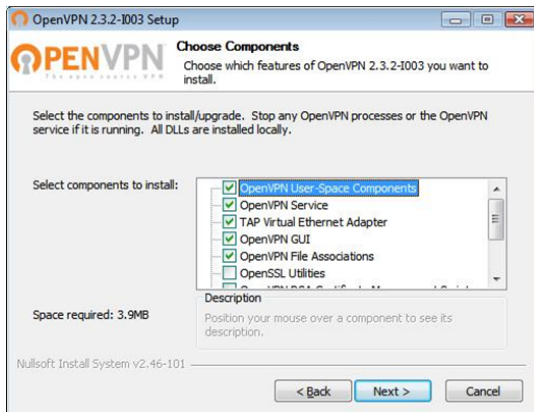 OpenVPN 2.3.2-I003 Setup
OPENVPN
The open source VPN
Choose Components
Choose which features of OpenVPN 2.3.2-I003 you want to
install.
Select the components to install/upgrade. Stop any OpenVPN processes or the OpenVPN
service if it is running. All DLLs are installed locally.
Select components to install:
OpenVPN User-Space Components
OpenVPN Service
TAP Virtual Ethernet Adapter
OpenVPN GUI
OpenVPN File Associations
OpenSSL Utilities
Space required: 3.9MB
Description
Position your mouse over a component to see its
description.
Nullsoft Install System v2.46-101
< Back
Next >
Cancel